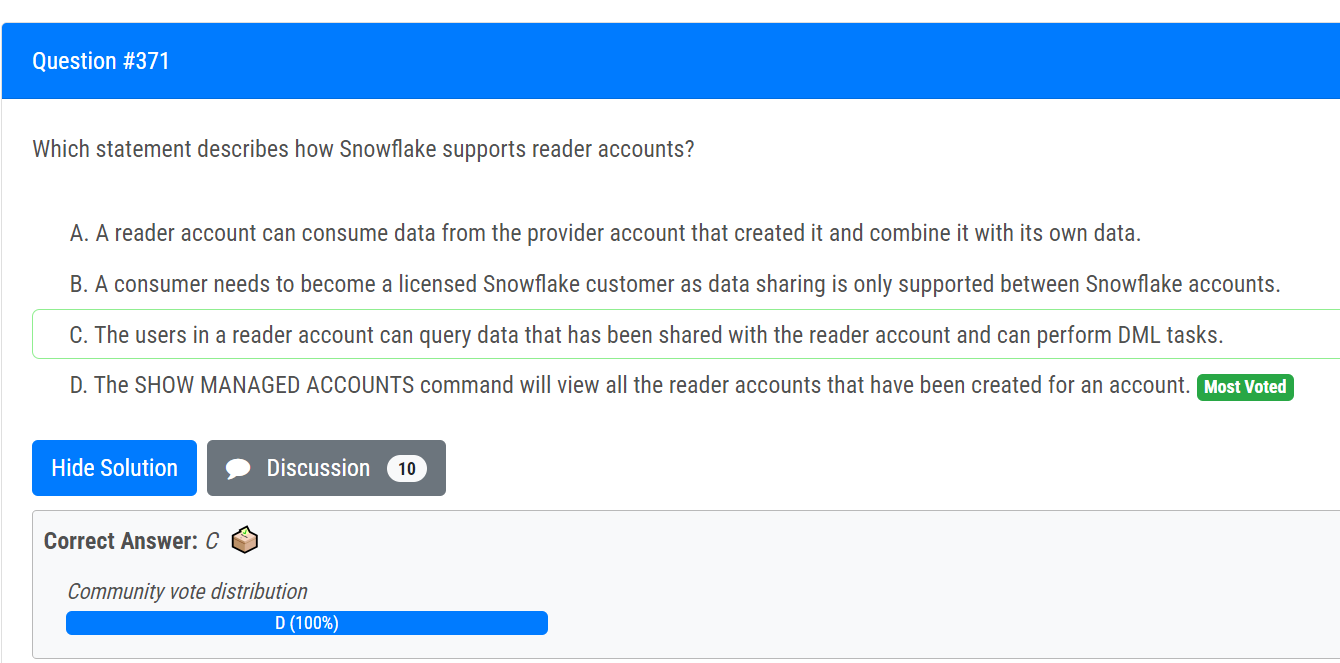 Question #371
Which statement describes how Snowflake supports reader accounts?
A. A reader account can consume data from the provider account that created it and combine it with its own data.
B. A consumer needs to become a licensed Snowflake customer as data sharing is only supported between Snowflake accounts.
C. The users in a reader account can query data that has been shared with the reader account and can perform DML tasks.
D. The SHOW MANAGED ACCOUNTS command will view all the reader accounts that have been created for an account. Most Voted
Hide Solution Discussion 10
Correct Answer: C
Community vote distribution
D (100%)